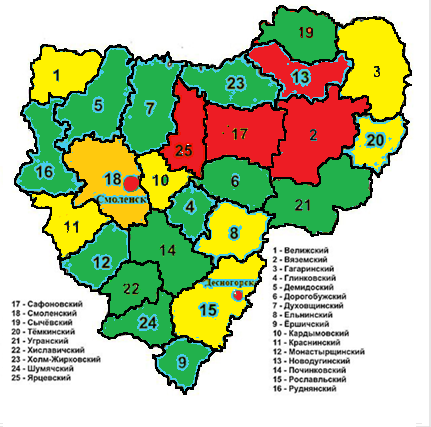 19
1
3
13
23
5
7
17
2
20
25
16
18
10
6
Смоленск
4
21
11
8
14
12
Десногорск
22
15
24
9
1 - Велижский
2 - Вяземский
3 - Гагаринский
4 - Глинковский
5 - Демидоский
6 - Дорогобужский
7 - Духовщинский
8 - Ельнинский
9 - Ёршичский
10 - Кардымовский
11 - Краснинский
12 - Монастырщинский
13 - Новодугинский
14 - Починковский
15 - Рославльский
16 - Руднянский
17 - Сафоновский
18 - Смоленский
19 - Сычёвский
20 - Тёмкинский
21 - Угранский
22 - Хиславичский
23 - Холм-Жирковский
24 - Шумячский
25 - Ярцевский